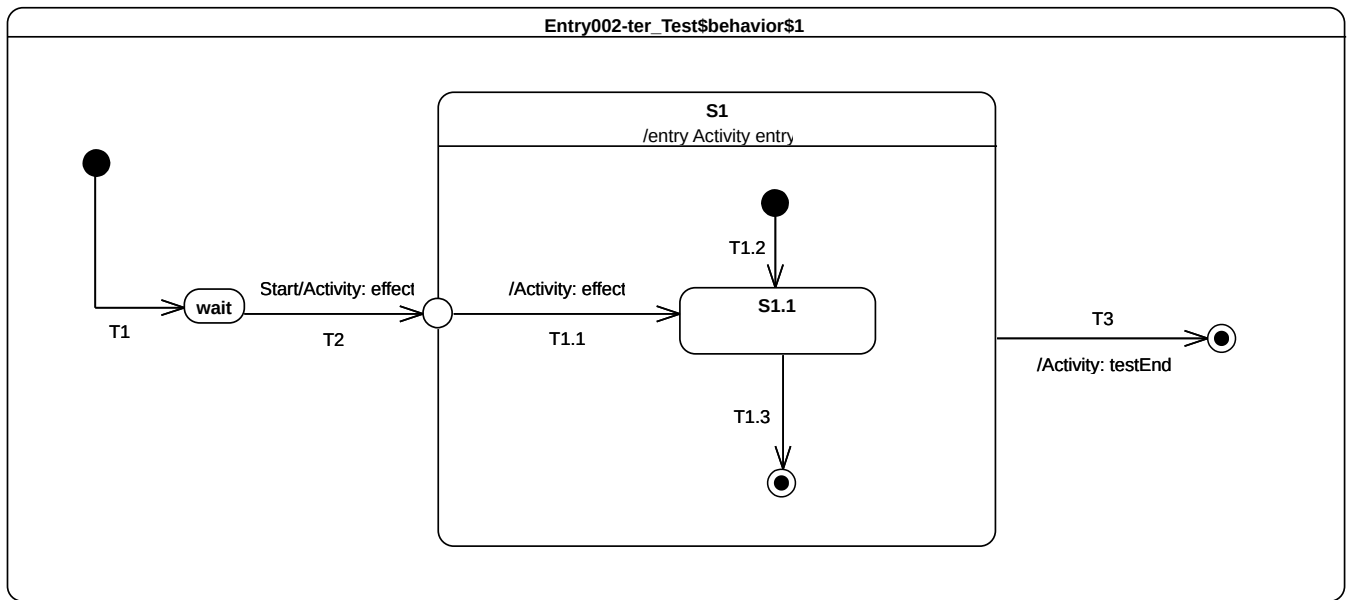 Entry002-ter_Test$behavior$1
S1
/entry Activity entry
T1.2
Start/Activity: effect
/Activity: effect
wait
S1.1
T1
T2
T1.1
T3
/Activity: testEnd
T1.3